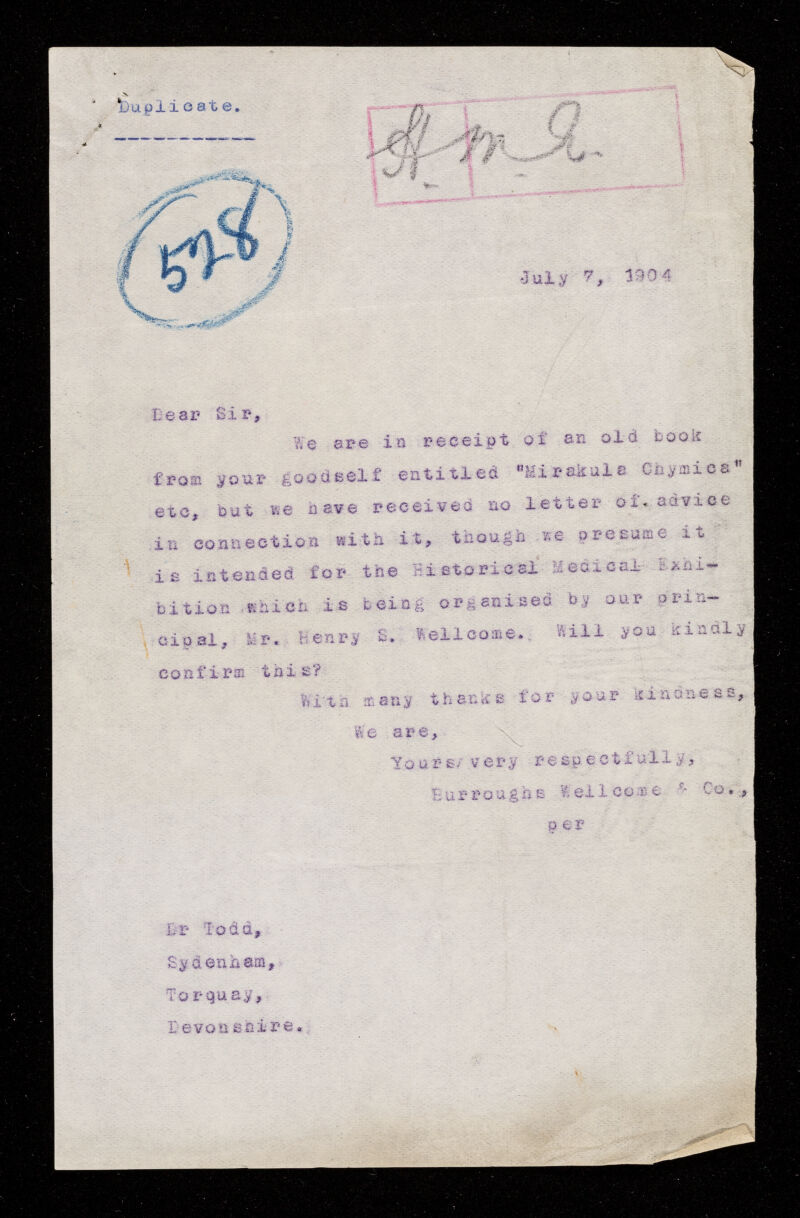 Duplicate.
H. M. E.
528
July 7, 1904
Dear Sir,
We are in receipt of an old book
from your goodself entitled "Mirakula Chymica"
etc, but we have received no letter of advice
in connection with it, though we presume it
is intended for the Historical Medical Exhi-
bition which is being organised by our prin-
cipal, Mr. Henry S. Wellcome. Will you kindly
confirm this?
With many thanks for your kindness,
We are,
Yours very respectfully,
Burroughs Wellcome & Co.,
per
Dr Todd,
Sydenham,
Torquay,
Devonshire.